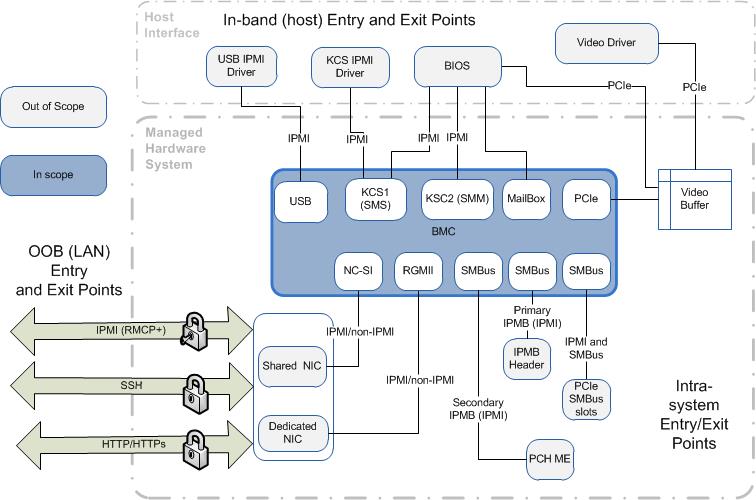 Host
Interface
In-band (host) Entry and Exit Points
USB IPMI
Driver
KCS IPMI
Driver
BIOS
Video Driver
PCIe
PCIe
Out of Scope
In scope
Managed
Hardware
System
IPMI
IPMI
IPMI
IPMI
USB
KCS1
(SMS)
KSC2 (SMM)
MailBox
PCIe
Video
Buffer
BMC
NC-SI
RGMII
SMBus
SMBus
SMBus
OOB (LAN)
Entry
and Exit Points
IPMI (RMCP+)
SSH
HTTP/HTTPs
IPMI/non-IPMI
Shared NIC
IPMI/non-IPMI
Dedicated
NIC
Primary
IPMB (IPMI)
IPMB
Header
IPMI and
SMBus
PCIe
SMBus
slots
Secondary
IPMB (IPMI)
PCH ME
Intra-
system
Entry/Exit
Points